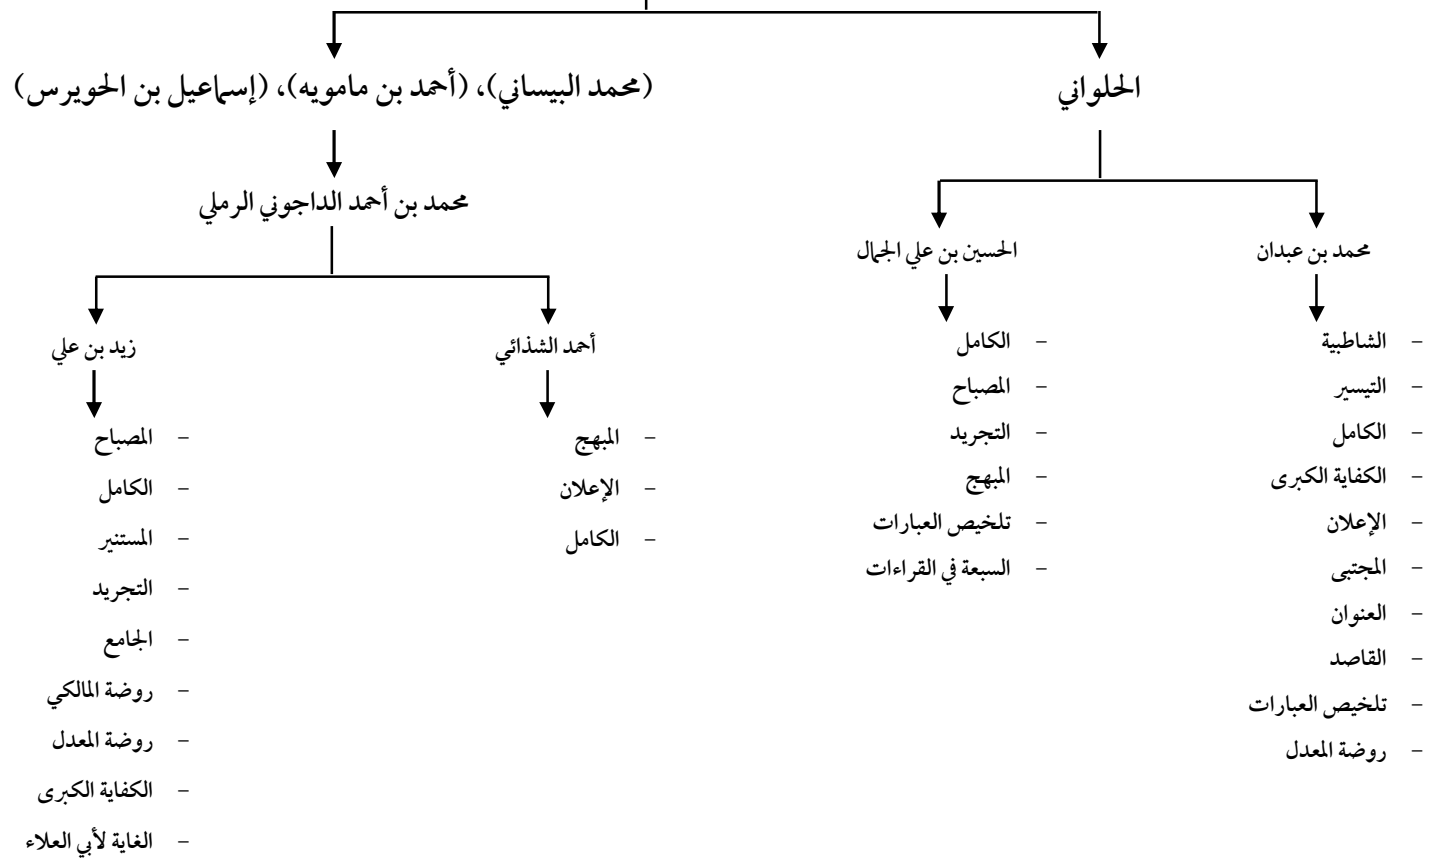 الحلواني
(محمد البيساني)، (أحمد بن مامويه)، (إسماعيل بن الحويرس)
محمد بن أحمد الداجوني الرملي
محمد بن عبدان
- الشاطبية
- التيسير
- الكامل
- الكفاية الكبرى
- الإعلان
- المجتبى
- العنوان
- القاصد
- تلخيص العبارات
- روضة المعدل
الحسين بن علي الجمال
- الكامل
- المصباح
- التجريد
- المبهج
- تلخيص العبارات
- السبعة في القراءات
أحمد الشذائي
- المبهج
- الإعلان
- الكامل
زيد بن علي
- المصباح
- الكامل
- المستنير
- التجريد
- الجامع
- روضة المالكي
- روضة المعدل
- الكفاية الكبرى
- الغاية لأبي العلاء